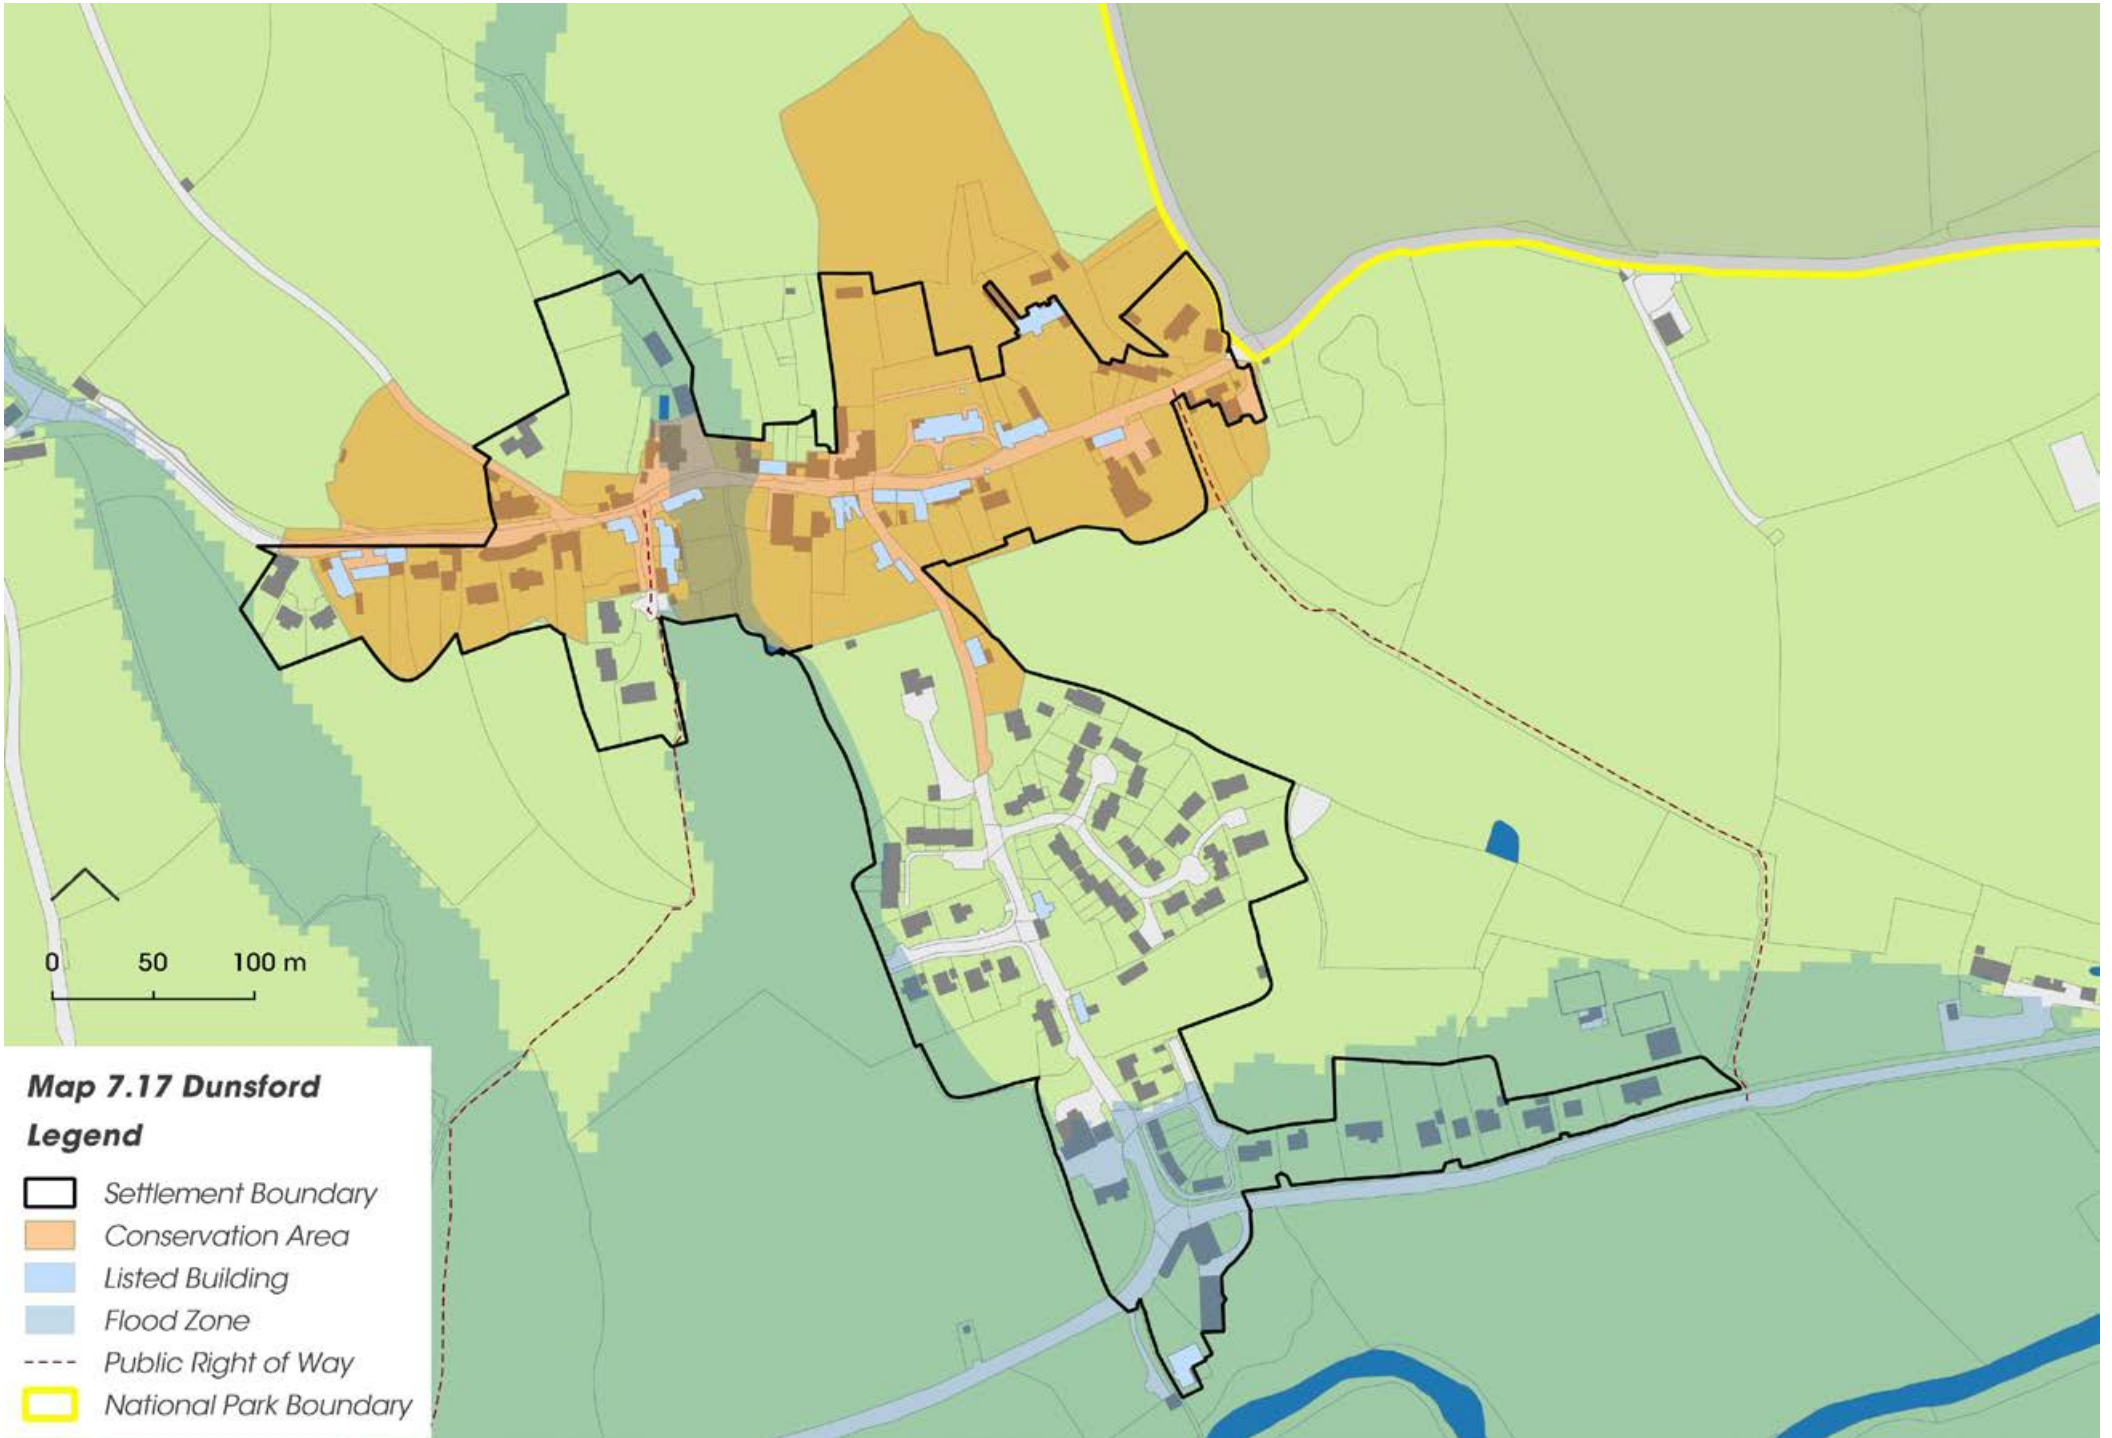 0 50 100 m
Map 7.17 Dunsford
Legend
Settlement Boundary
Conservation Area
Listed Building
Flood Zone
Public Right of Way
National Park Boundary